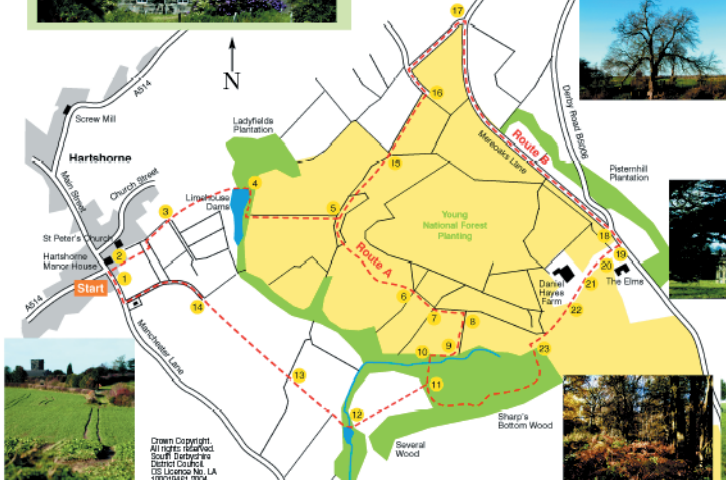 17
N
A514
Screw Mill
Hartshorne
Main Street
Church Street
Ladyfields
Plantation
16
Derby Road B5006
Route B
Mereoaks Lane
Pisternhill
Plantation
15
4
Limehouse
Dams
3
5
Young
National Forest
Planting
St Peter's Church
2
Hartshorne
Manor House
1
Start
A514
Route A
18
19
20
21
The Elms
Daniel
Hayes
Farm
22
6
7
8
14
Manchester Lane
9
10
23
13
11
12
Sharp's
Bottom Wood
Several
Wood
Crown Copyright.
All rights reserved.
South Derbyshire
District Council.
OS Licence No. LA